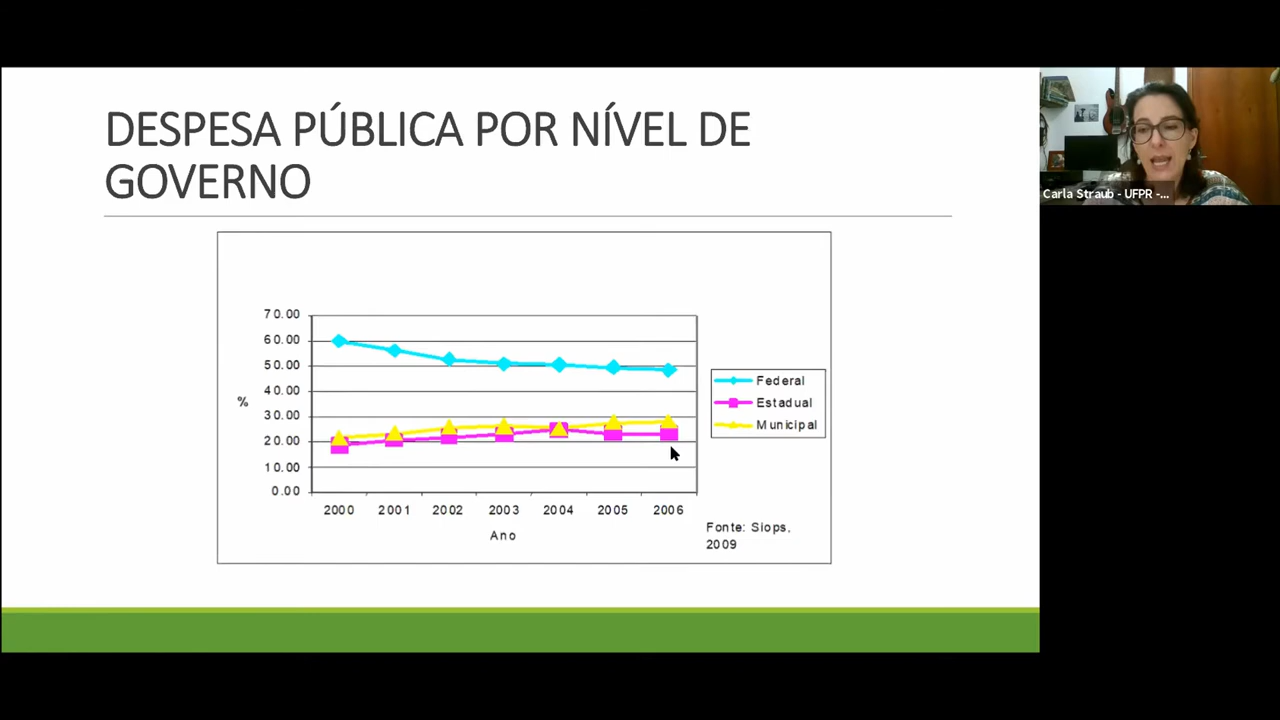 DESPESA PÚBLICA POR NÍVEL DE
GOVERNO
70.00
60.00
50.00
40.00
30.00
20.00
10.00
0.00
%
2000 2001 2002 2003 2004 2005 2006
Ano
Federal
Estadual
Municipal
Fonte: Siops,
2009
Carla Straub - UFPR -...